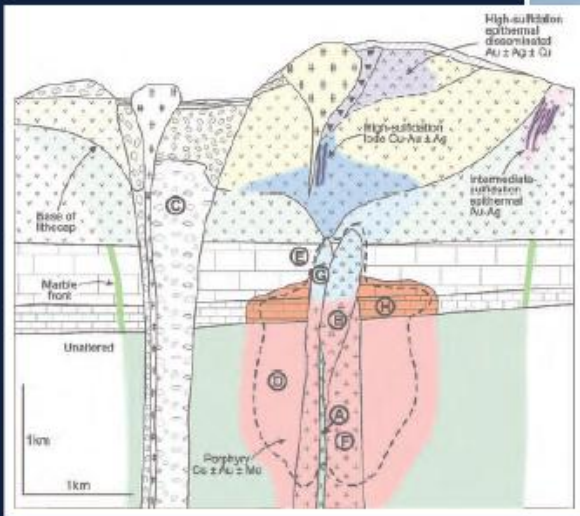 High-sulfidation
epithermal
disseminated
Au ± Ag ± Cu
High-sulfidation
lode Cu-Au ± Ag
Intermediate-
sulfidation
epithermal
Au-Ag
Base of
lithocap
C
E
G
Marble
front
H
B
Unaltered
D
A
F
Porphyry
Cu ± Au ± Mo
1km
1km